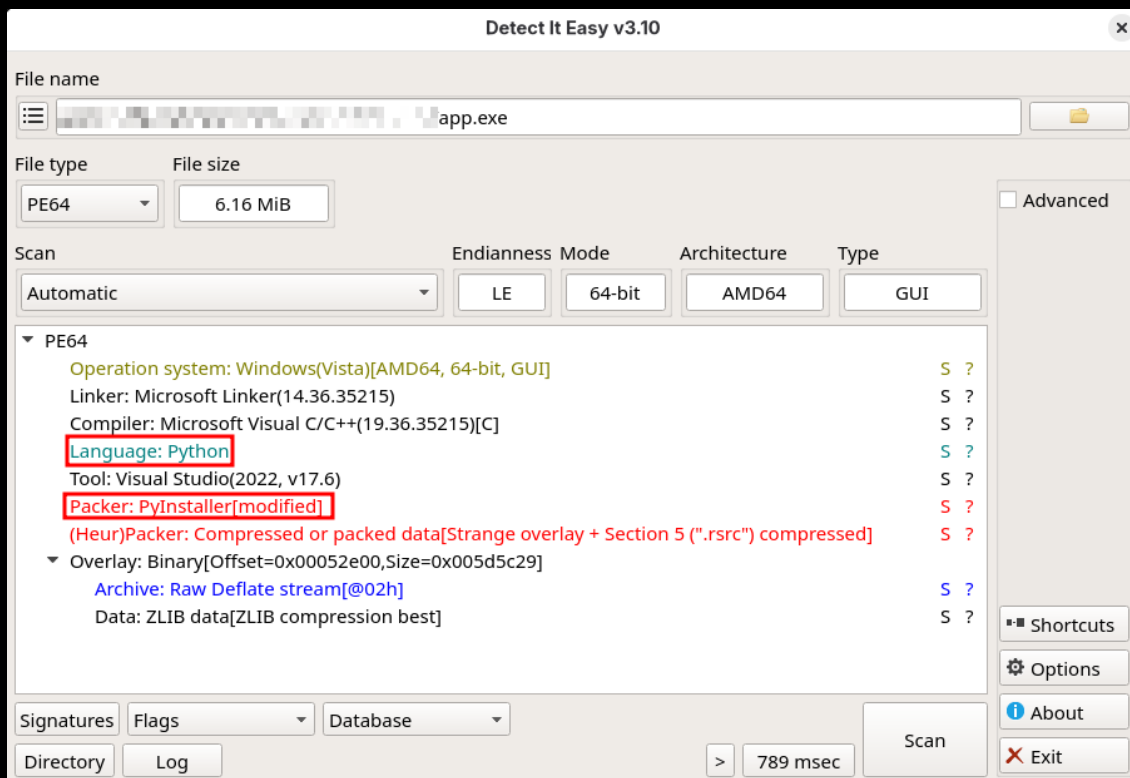 Detect It Easy v3.10
File name
app.exe
File type File size
PE64 6.16 MiB
Advanced
Scan Endianness Mode Architecture Type
Automatic LE 64-bit AMD64 GUI
PE64
Operation system: Windows(Vista)[AMD64, 64-bit, GUI] S ?
Linker: Microsoft Linker(14.36.35215) S ?
Compiler: Microsoft Visual C/C++(19.36.35215)[C] S ?
Language: Python S ?
Tool: Visual Studio(2022, v17.6) S ?
Packer: PyInstaller[modified] S ?
(Heur)Packer: Compressed or packed data[Strange overlay + Section 5 (".rsrc") compressed] S ?
Overlay: Binary[Offset=0x00052e00,Size=0x005d5c29]
Archive: Raw Deflate stream[@02h] S ?
Data: ZLIB data[ZLIB compression best] S ?
Shortcuts
Options
Signatures Flags Database
About
Scan
Directory Log > 789 msec
Exit